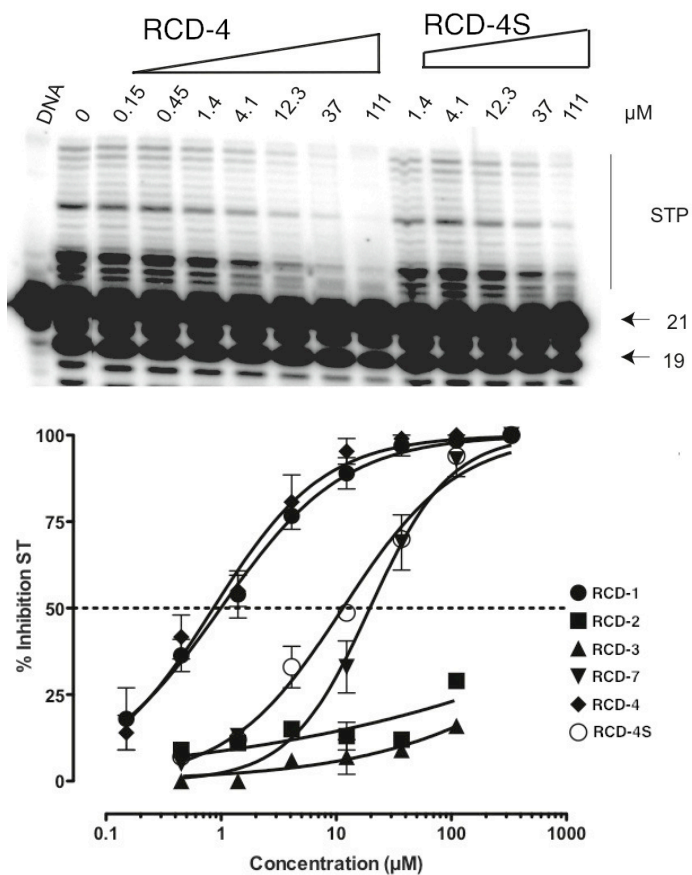 RCD-4 RCD-4S
DNA 0 0.15 0.45 1.4 4.1 12.3 37 111 1.4 4.1 12.3 37 111 µM
STP
21
19
100
75
50
25
0
% Inhibition ST
RCD-1
RCD-2
RCD-3
RCD-7
RCD-4
RCD-4S
0.1 1 10 100 1000
Concentration (µM)